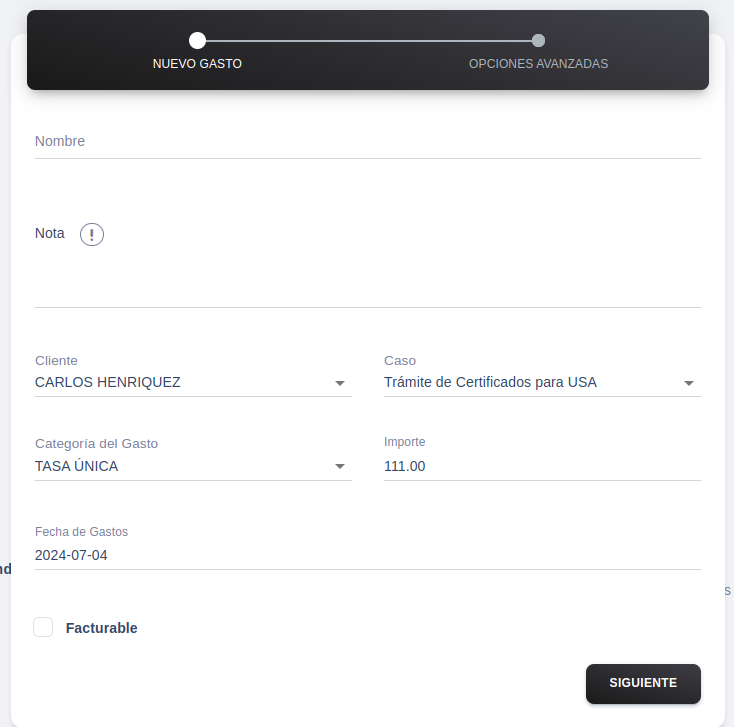 NUEVO GASTO
OPCIONES AVANZADAS
Nombre
Nota
Cliente
Caso
CARLOS HENRIQUEZ
Trámite de Certificados para USA
Categoría del Gasto
Importe
TASA ÚNICA
111.00
Fecha de Gastos
2024-07-04
Facturable
SIGUIENTE